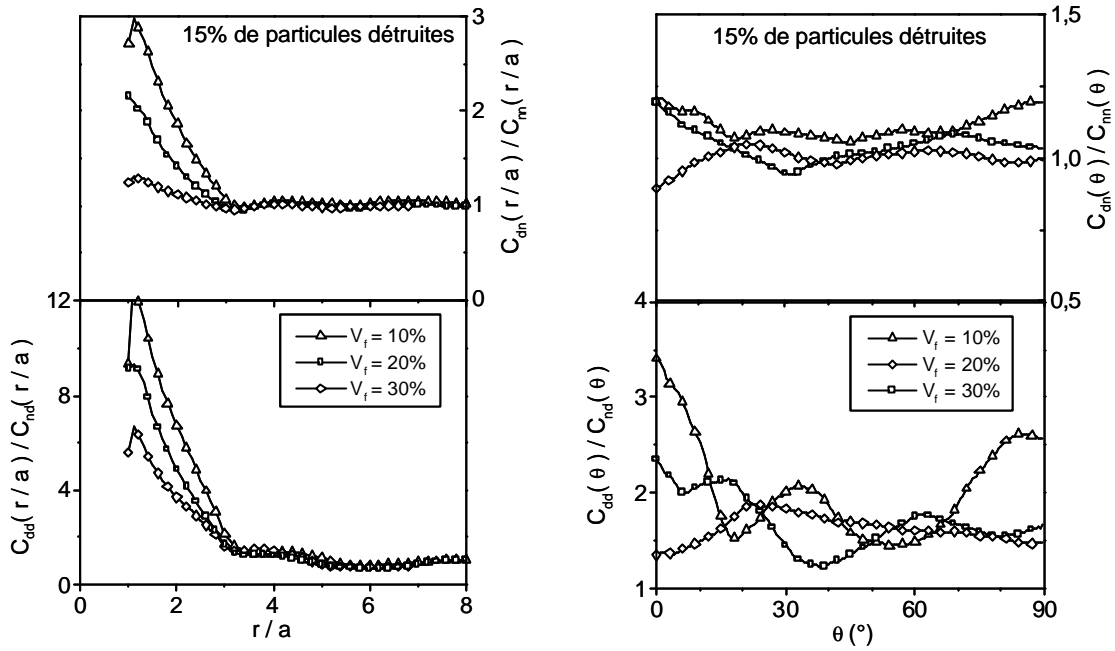 15% de particules détruites
3
2
1
0
C_dn(r/a)/C_nn(r/a)
12
8
4
0
C_dd(r/a)/C_nd(r/a)
V_f = 10%
V_f = 20%
V_f = 30%
0 2 4 6 8
r/a
15% de particules détruites
1,5
1,0
0,5
C_dn(θ)/C_nn(θ)
4
3
2
1
C_dd(θ)/C_nd(θ)
V_f = 10%
V_f = 20%
V_f = 30%
0 30 60 90
θ (°)